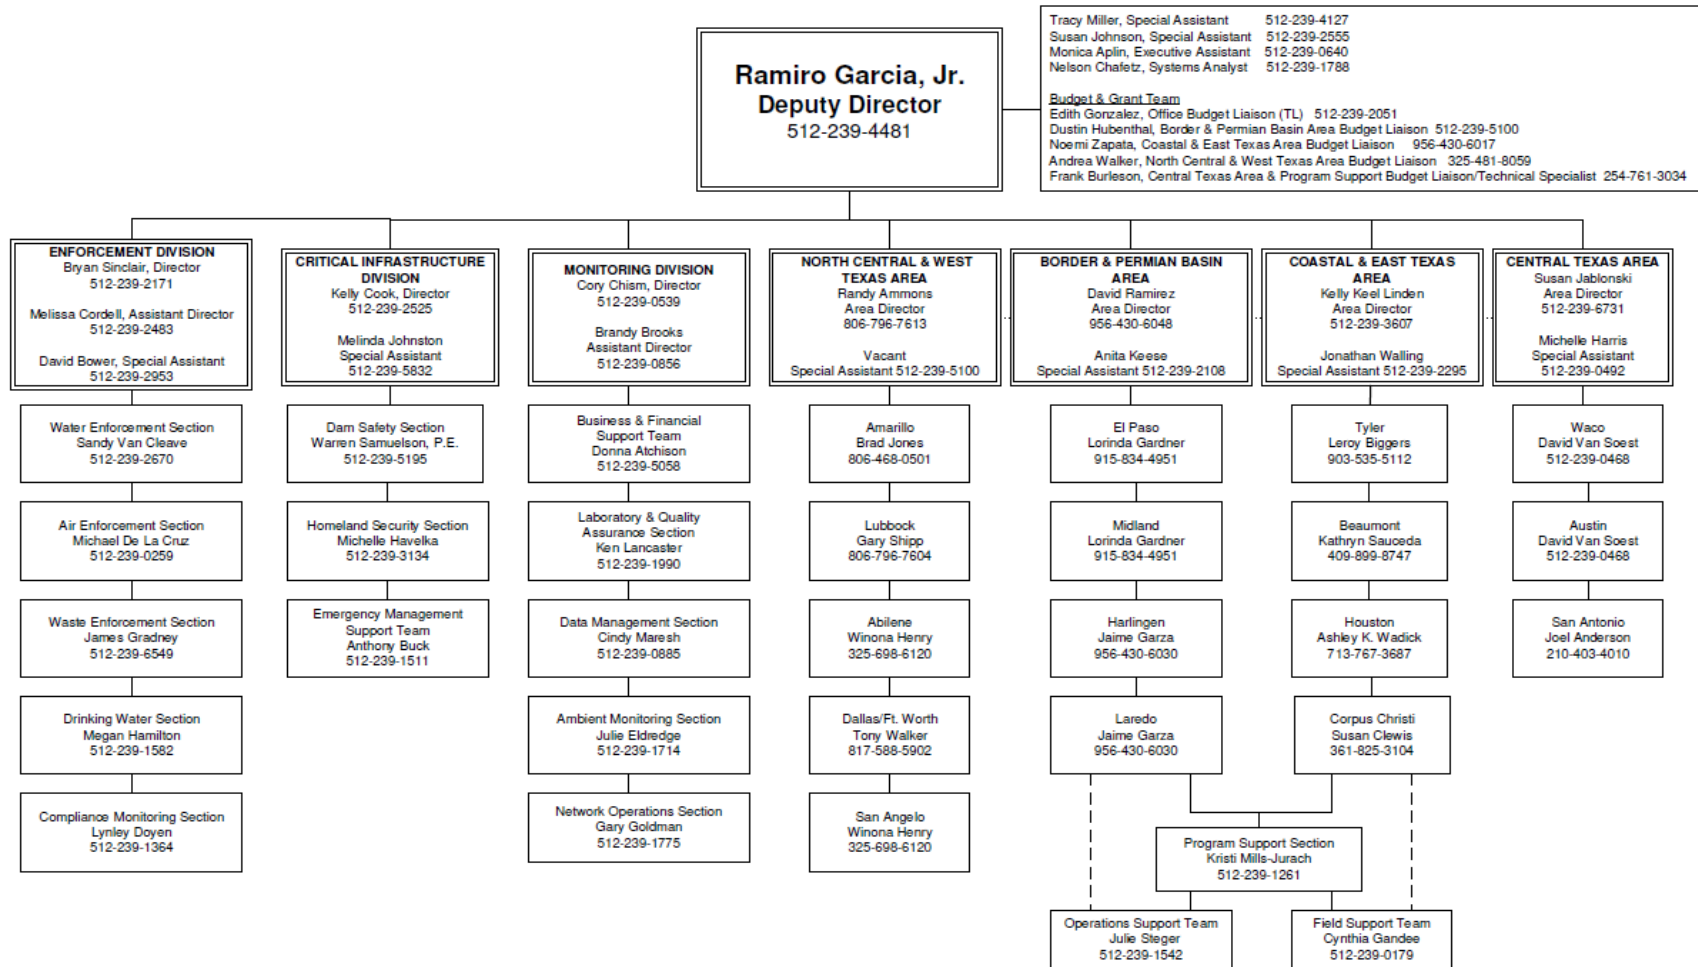 Ramiro Garcia, Jr.
Deputy Director
512-239-4481
Tracy Miller, Special Assistant 512-239-4127
Susan Johnson, Special Assistant 512-239-2555
Monica Aplin, Executive Assistant 512-239-0640
Nelson Chafetz, Systems Analyst 512-239-1788
Budget & Grant Team
Edith Gonzalez, Office Budget Liaison (TL) 512-239-2051
Dustin Hubenthal, Border & Permian Basin Area Budget Liaison 512-239-5100
Noemi Zapata, Coastal & East Texas Area Budget Liaison 956-430-6017
Andrea Walker, North Central & West Texas Area Budget Liaison 325-481-8059
Frank Burleson, Central Texas Area & Program Support Budget Liaison/Technical Specialist 254-761-3034
ENFORCEMENT DIVISION
Bryan Sinclair, Director
512-239-2171
Melissa Cordell, Assistant Director
512-239-2483
David Bower, Special Assistant
512-239-2953
Water Enforcement Section
Sandy Van Cleave
512-239-2670
Air Enforcement Section
Michael De La Cruz
512-239-0259
Waste Enforcement Section
James Gradney
512-239-6549
Drinking Water Section
Megan Hamilton
512-239-1582
Compliance Monitoring Section
Lynley Doyen
512-239-1364
CRITICAL INFRASTRUCTURE
DIVISION
Kelly Cook, Director
512-239-2525
Melinda Johnston
Special Assistant
512-239-5832
Dam Safety Section
Warren Samuelson, P.E.
512-239-5195
Homeland Security Section
Michelle Havelka
512-239-3134
Emergency Management
Support Team
Anthony Buck
512-239-1511
MONITORING DIVISION
Cory Chism, Director
512-239-0539
Brandy Brooks
Assistant Director
512-239-0856
Business & Financial
Support Team
Donna Atchison
512-239-5058
Laboratory & Quality
Assurance Section
Ken Lancaster
512-239-1990
Data Management Section
Cindy Maresh
512-239-0885
Ambient Monitoring Section
Julie Eldredge
512-239-1714
Network Operations Section
Gary Goldman
512-239-1775
NORTH CENTRAL & WEST
TEXAS AREA
Randy Ammons
Area Director
806-796-7613
Vacant
Special Assistant 512-239-5100
Amarillo
Brad Jones
806-468-0501
Lubbock
Gary Shipp
806-796-7604
Abilene
Winona Henry
325-698-6120
Dallas/Ft. Worth
Tony Walker
817-588-5902
San Angelo
Winona Henry
325-698-6120
BORDER & PERMIAN BASIN
AREA
David Ramirez
Area Director
956-430-6048
Anita Keese
Special Assistant 512-239-2108
El Paso
Lorinda Gardner
915-834-4951
Midland
Lorinda Gardner
915-834-4951
Harlingen
Jaime Garza
956-430-6030
Laredo
Jaime Garza
956-430-6030
COASTAL & EAST TEXAS
AREA
Kelly Keel Linden
Area Director
512-239-3607
Jonathan Walling
Special Assistant 512-239-2295
Tyler
Leroy Biggers
903-535-5112
Beaumont
Kathryn Sauceda
409-899-8747
Houston
Ashley K. Wadick
713-767-3687
Corpus Christi
Susan Clewis
361-825-3104
CENTRAL TEXAS AREA
Susan Jablonski
Area Director
512-239-6731
Michelle Harris
Special Assistant
512-239-0492
Waco
David Van Soest
512-239-0468
Austin
David Van Soest
512-239-0468
San Antonio
Joel Anderson
210-403-4010
Program Support Section
Kristi Mills-Jurach
512-239-1261
Operations Support Team
Julie Steger
512-239-1542
Field Support Team
Cynthia Gandee
512-239-0179